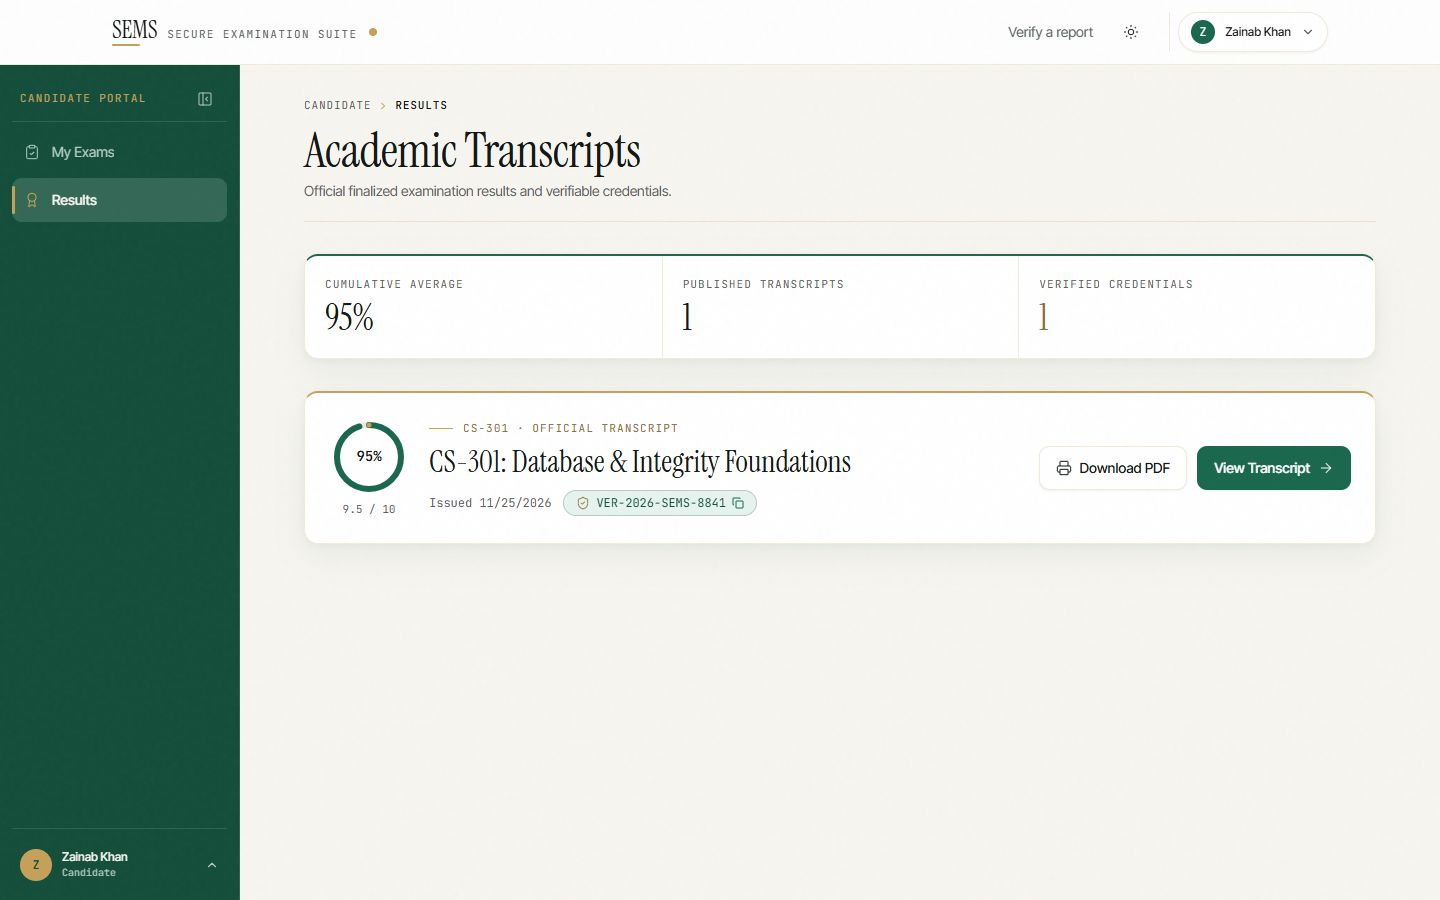 SEMS SECURE EXAMINATION SUITE
Verify a report
Z Zainab Khan
CANDIDATE PORTAL
My Exams
Results
CANDIDATE > RESULTS
Academic Transcripts
Official finalized examination results and verifiable credentials.
CUMULATIVE AVERAGE
95%
PUBLISHED TRANSCRIPTS
1
VERIFIED CREDENTIALS
1
95%
9.5 / 10
CS-301 · OFFICIAL TRANSCRIPT
CS-301: Database & Integrity Foundations
Issued 11/25/2026
VER-2026-SEMS-8841
Download PDF
View Transcript
Z
Zainab Khan
Candidate